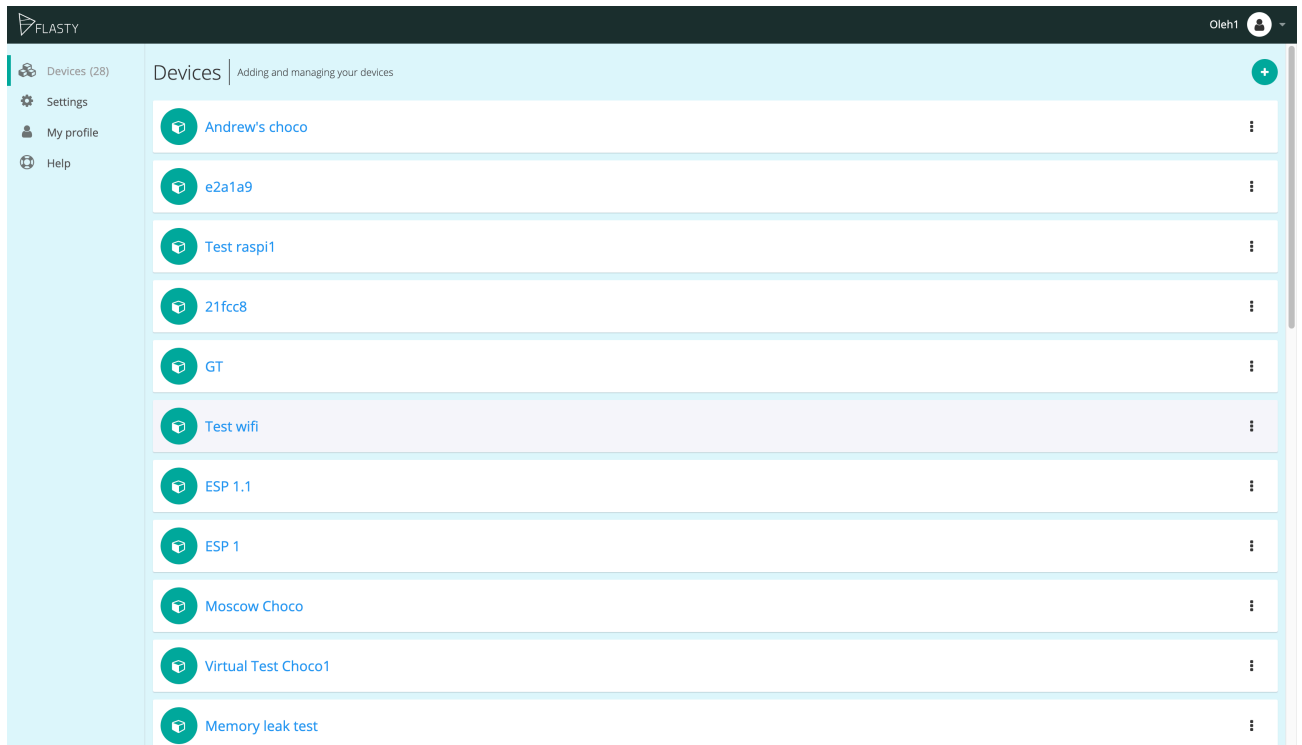 FLASTY
Oleh1
Devices (28)
Settings
My profile
Help
Devices
Adding and managing your devices
Andrew's choco
e2a1a9
Test raspi1
21fcc8
GT
Test wifi
ESP 1.1
ESP 1
Moscow Choco
Virtual Test Choco1
Memory leak test